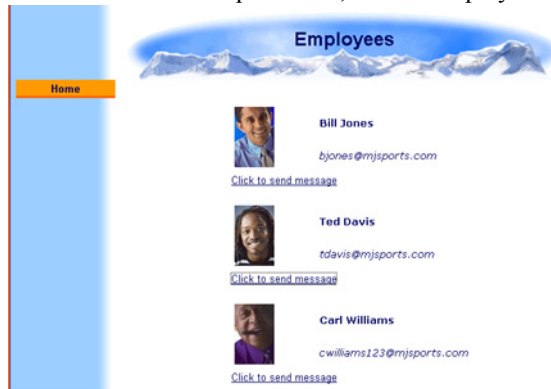 Employees
Home
Bill Jones
bjones@mjsports.com
Click to send message
Ted Davis
tdavis@mjsports.com
Click to send message
Carl Williams
cwilliams123@mjsports.com
Click to send message